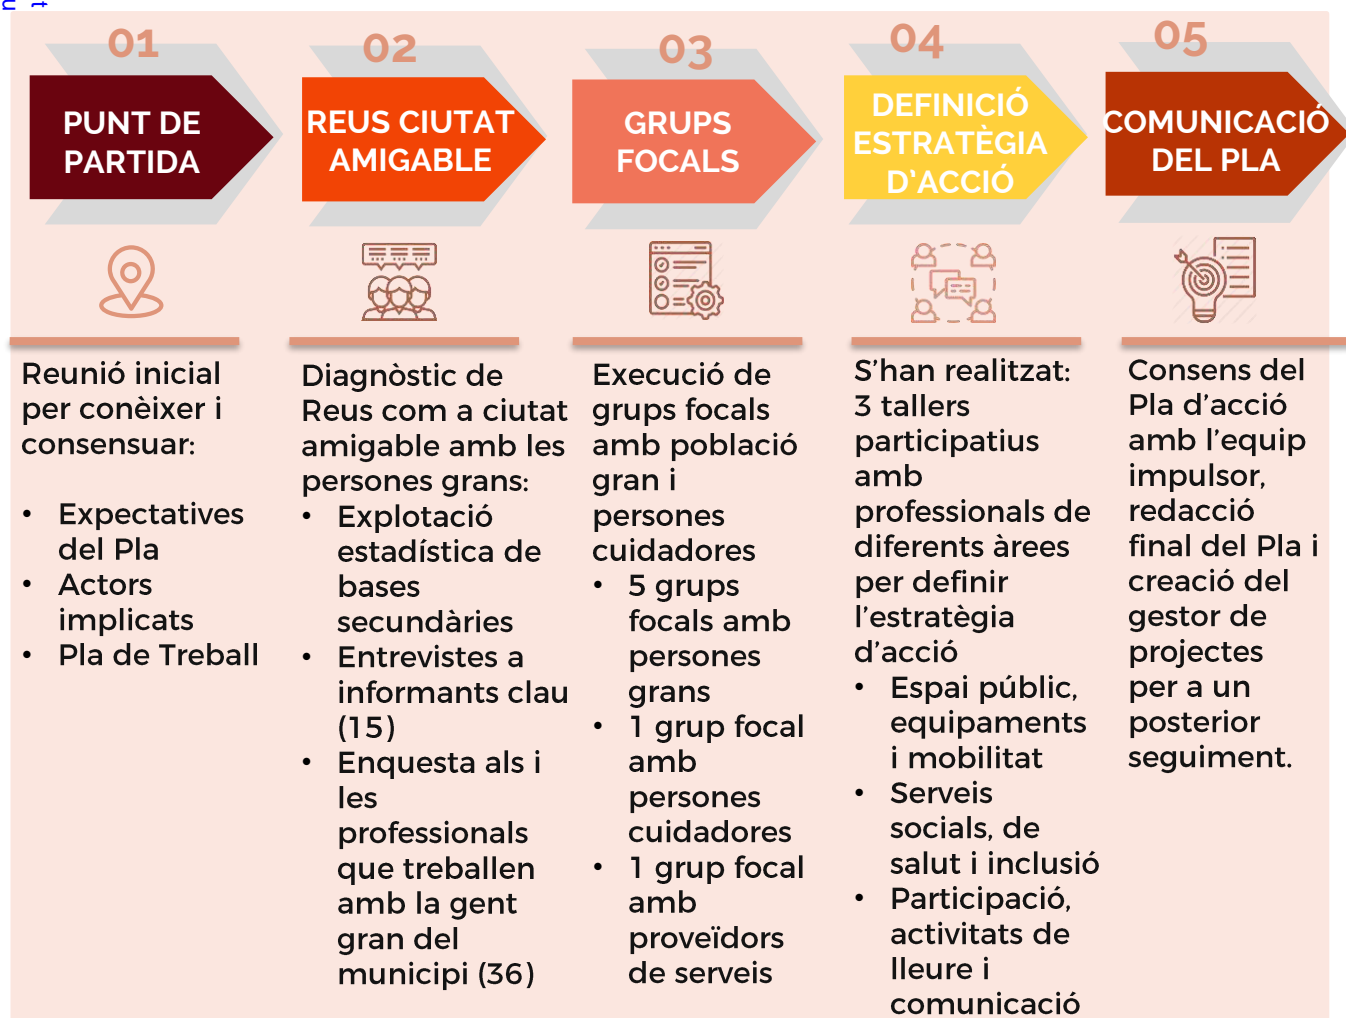 01
PUNT DE
PARTIDA
Reunió inicial
per conèixer i
consensuar:
• Expectatives
del Pla
• Actors
implicats
• Pla de Treball
02
REUS CIUTAT
AMIGABLE
Diagnòstic de
Reus com a ciutat
amigable amb les
persones grans:
• Explotació
estadística de
bases
secundàries
• Entrevistes a
informants clau
(15)
• Enquesta als i
les
professionals
que treballen
amb la gent
gran del
municipi (36)
03
GRUPS
FOCALS
Execució de
grups focals
amb població
gran i
persones
cuidadores
• 5 grups
focals amb
persones
grans
• 1 grup focal
amb
persones
cuidadores
• 1 grup focal
amb
proveïdors
de serveis
04
DEFINICIÓ
ESTRATÈGIA
D'ACCIÓ
S'han realitzat:
3 tallers
participatius
amb
professionals de
diferents àrees
per definir
l'estratègia
d'acció
• Espai públic,
equipaments
i mobilitat
• Serveis
socials, de
salut i inclusió
• Participació,
activitats de
lleure i
comunicació
05
COMUNICACIÓ
DEL PLA
Consens del
Pla d'acció
amb l'equip
impulsor,
redacció
final del Pla i
creació del
gestor de
projectes
per a un
posterior
seguiment.